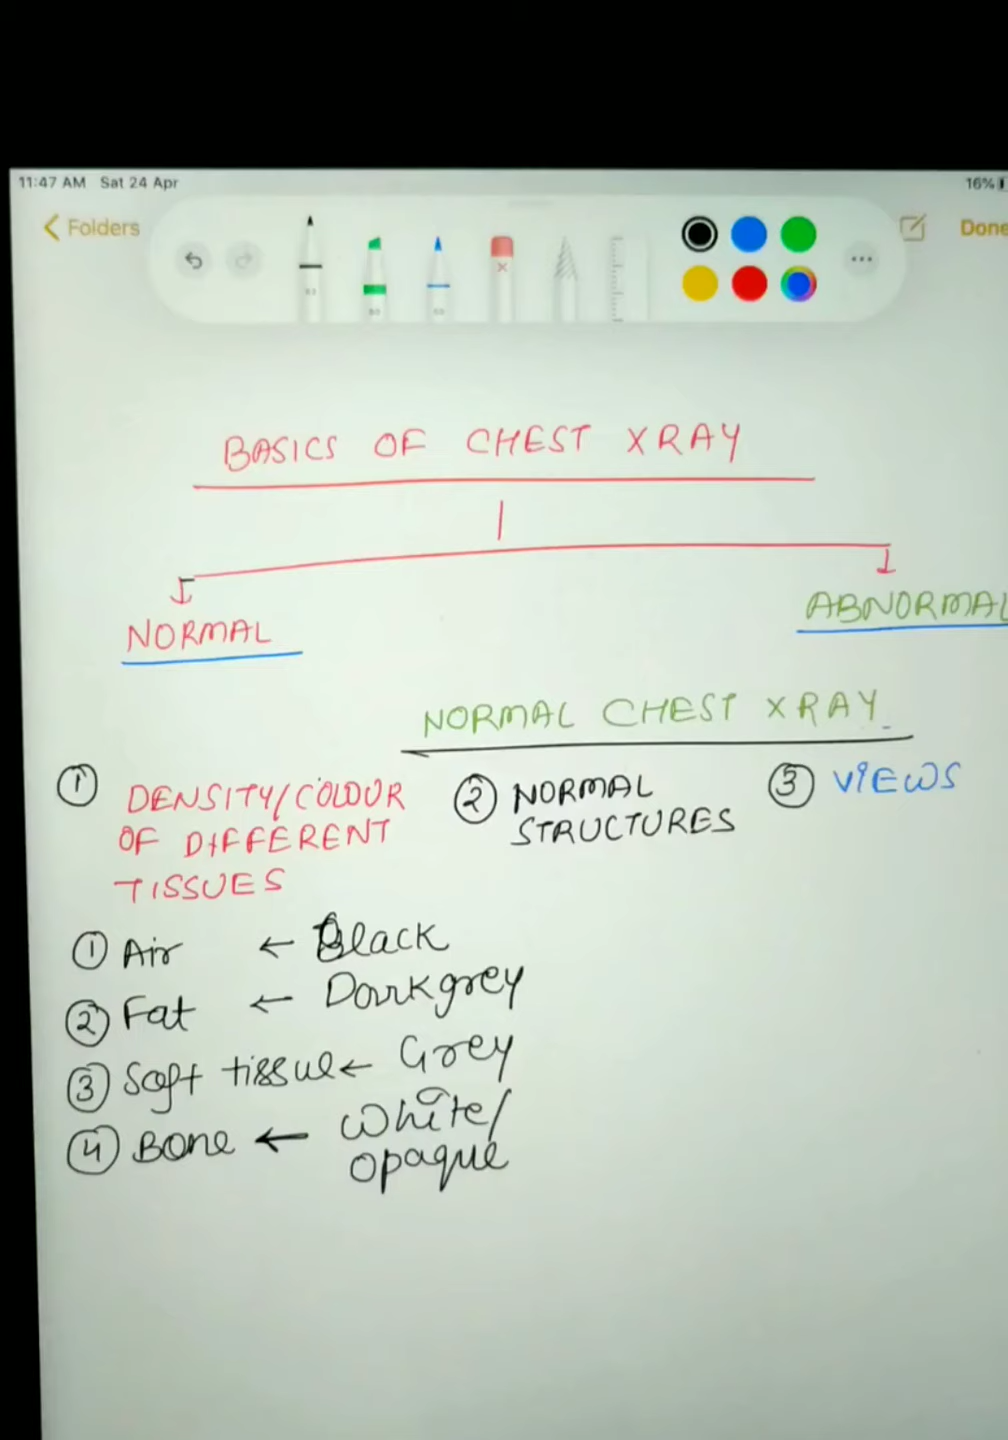 11:47 AM Sat 24 Apr 16%
Folders Done
BASICS OF CHEST XRAY
NORMAL
ABNORMAL
NORMAL CHEST XRAY
① DENSITY/COLOUR
OF DIFFERENT
TISSUES
② NORMAL
STRUCTURES
③ VIEWS
① Air ← Black
② Fat ← Darkgrey
③ Soft tissue ← Grey
④ Bone ← White/
opaque